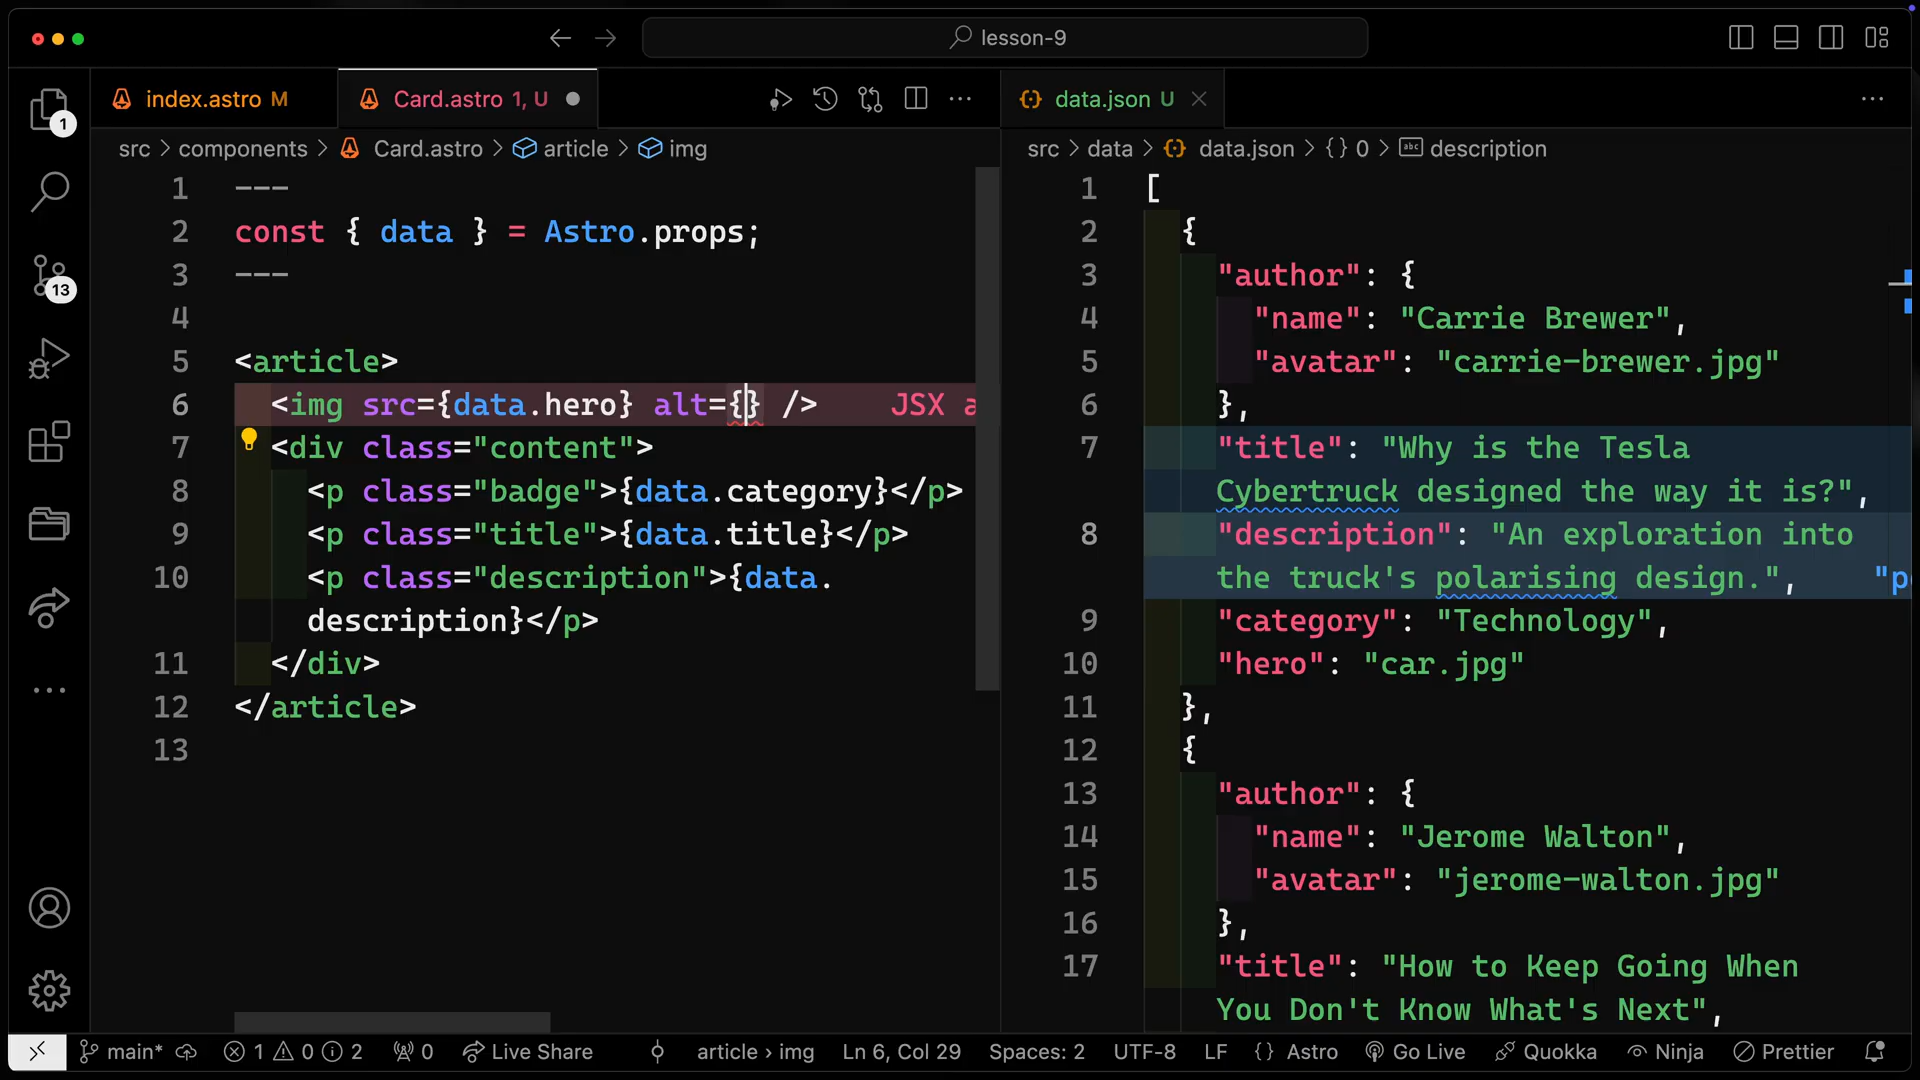 lesson-9
index.astro M
Card.astro 1, U
data.json U
src > components > Card.astro > article > img
src > data > data.json > {} 0 > description
1
13
1 ---
2 const { data } = Astro.props;
3 ---
4
5 <article>
6 <img src={data.hero} alt={} /> JSX a
7 <div class="content">
8 <p class="badge">{data.category}</p>
9 <p class="title">{data.title}</p>
10 <p class="description">{data.
description}</p>
11 </div>
12 </article>
13
1 [
2 {
3 "author": {
4 "name": "Carrie Brewer",
5 "avatar": "carrie-brewer.jpg"
6 },
7 "title": "Why is the Tesla
Cybertruck designed the way it is?",
8 "description": "An exploration into
the truck's polarising design.", "p
9 "category": "Technology",
10 "hero": "car.jpg"
11 },
12 {
13 "author": {
14 "name": "Jerome Walton",
15 "avatar": "jerome-walton.jpg"
16 },
17 "title": "How to Keep Going When
You Don't Know What's Next",
main* 1 0 2 0 Live Share article > img Ln 6, Col 29 Spaces: 2 UTF-8 LF {} Astro Go Live Quokka Ninja Prettier